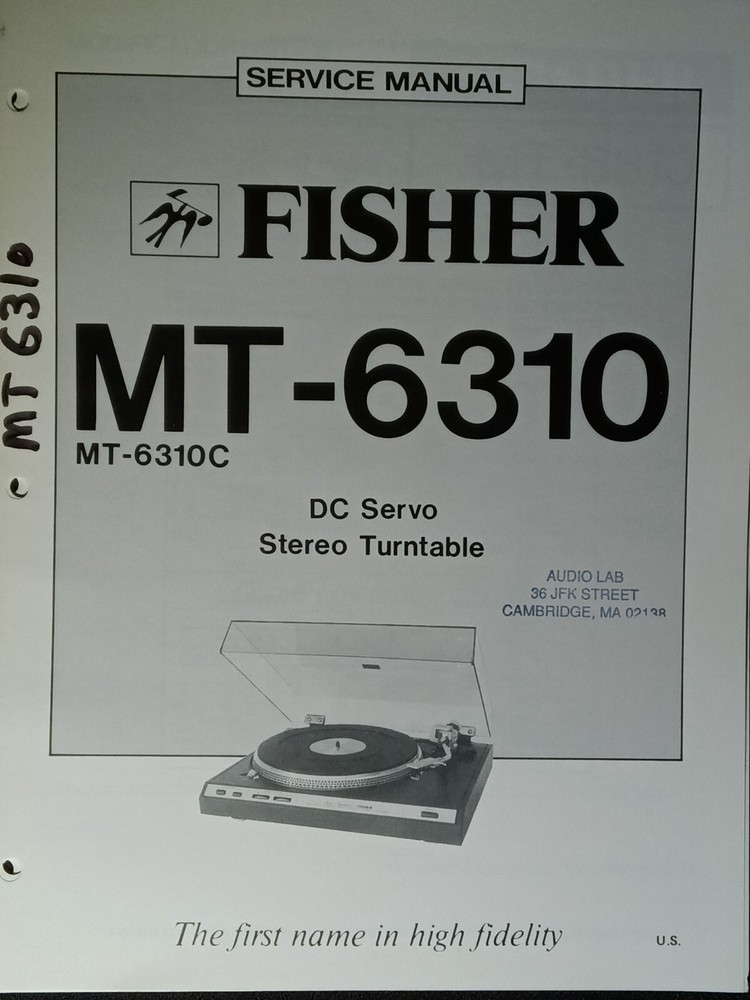 SERVICE MANUAL
FISHER
MT-6310
MT-6310C
DC Servo
Stereo Turntable
AUDIO LAB
36 JFK STREET
CAMBRIDGE, MA 02138
The first name in high fidelity
U.S.
MT 6310